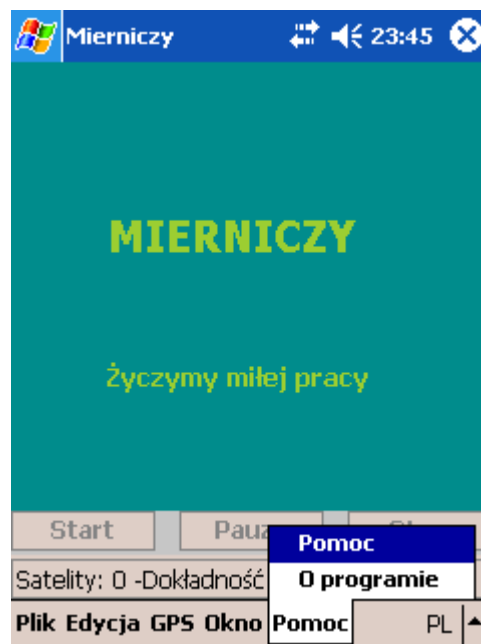 Mierniczy 23:45
MIERNICZY
Życzymy miłej pracy
Start
Pomoc
Satelity: 0 -Dokładność O programie
Plik Edycja GPS Okno Pomoc PL